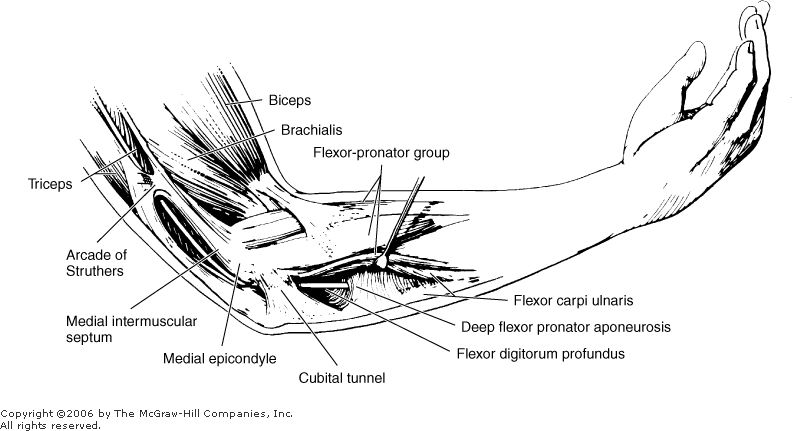 Biceps
Brachialis
Flexor-pronator group
Triceps
Arcade of
Struthers
Medial intermuscular
septum
Medial epicondyle
Cubital tunnel
Flexor carpi ulnaris
Deep flexor pronator aponeurosis
Flexor digitorum profundus
Copyright ©2006 by The McGraw-Hill Companies, Inc.
All rights reserved.